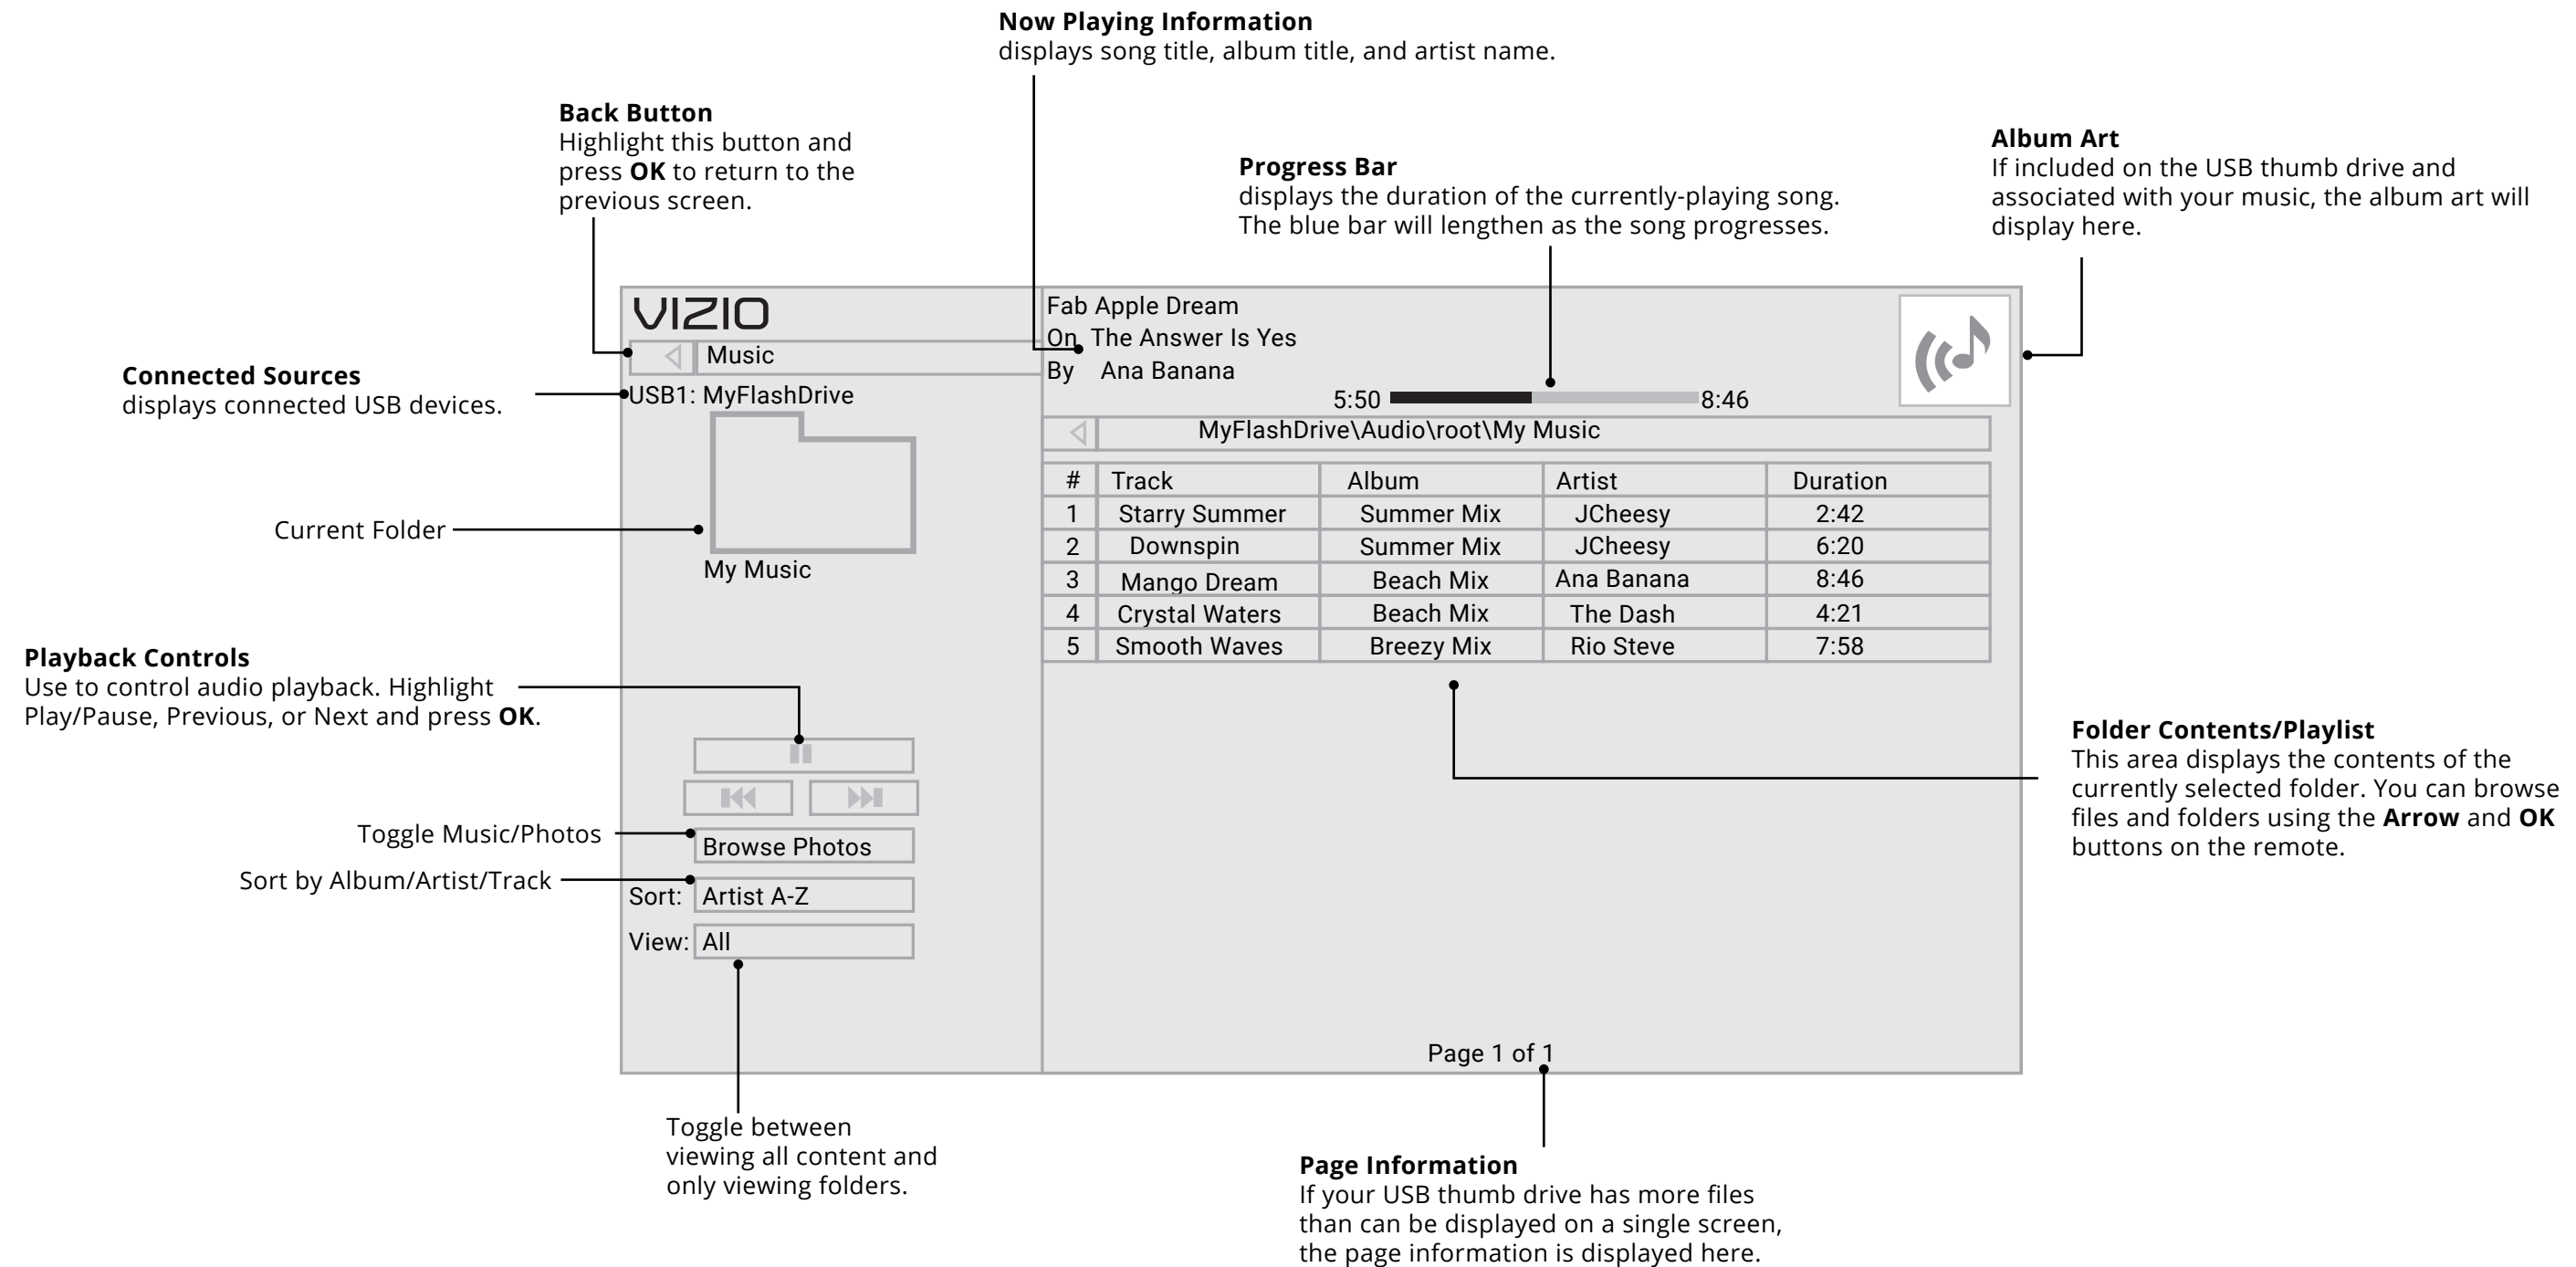 Now Playing Information
displays song title, album title, and artist name.
Back Button
Highlight this button and
press OK to return to the
previous screen.
Progress Bar
displays the duration of the currently-playing song.
The blue bar will lengthen as the song progresses.
Album Art
If included on the USB thumb drive and
associated with your music, the album art will
display here.
Connected Sources
displays connected USB devices.
Current Folder
Playback Controls
Use to control audio playback. Highlight
Play/Pause, Previous, or Next and press OK.
Toggle Music/Photos
Sort by Album/Artist/Track
VIZIO
Music
USB1: MyFlashDrive
My Music
Browse Photos
Sort: Artist A-Z
View: All
Fab Apple Dream
On The Answer Is Yes
By Ana Banana
5:50 8:46
MyFlashDrive\Audio\root\My Music
# Track Album Artist Duration
1 Starry Summer Summer Mix JCheesy 2:42
2 Downspin Summer Mix JCheesy 6:20
3 Mango Dream Beach Mix Ana Banana 8:46
4 Crystal Waters Beach Mix The Dash 4:21
5 Smooth Waves Breezy Mix Rio Steve 7:58
Page 1 of 1
Folder Contents/Playlist
This area displays the contents of the
currently selected folder. You can browse
files and folders using the Arrow and OK
buttons on the remote.
Toggle between
viewing all content and
only viewing folders.
Page Information
If your USB thumb drive has more files
than can be displayed on a single screen,
the page information is displayed here.